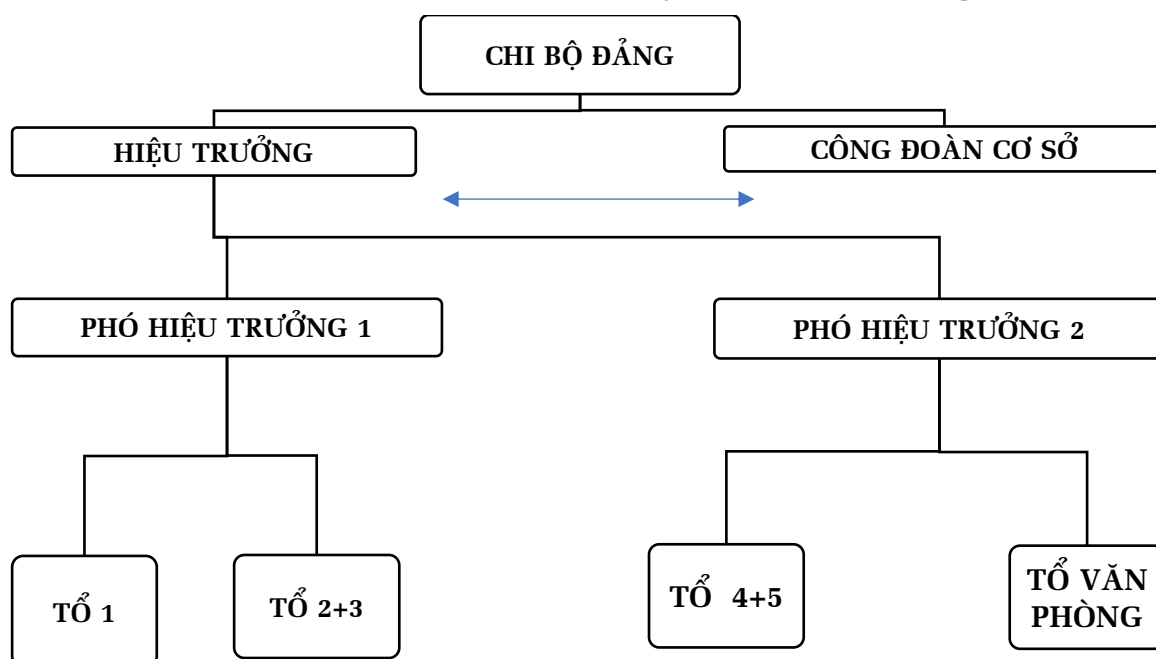 CHI BỘ ĐẢNG
HIỆU TRƯỞNG
CÔNG ĐOÀN CƠ SỞ
PHÓ HIỆU TRƯỞNG 1
PHÓ HIỆU TRƯỞNG 2
TỔ 1
TỔ 2+3
TỔ 4+5
TỔ VĂN
PHÒNG